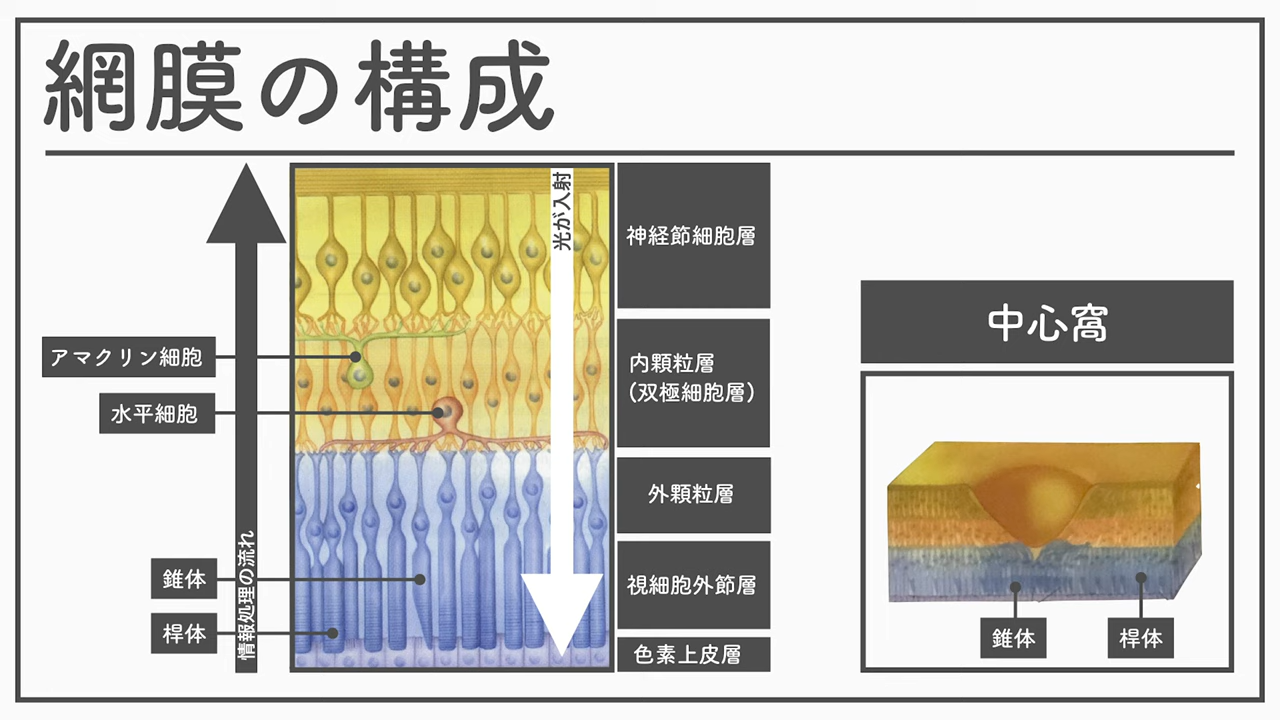 網膜の構成
光が入射
神経節細胞層
中心窩
アマクリン細胞
内顆粒層
（双極細胞層）
水平細胞
外顆粒層
情報処理の流れ
錐体
視細胞外節層
桿体
色素上皮層
錐体
桿体